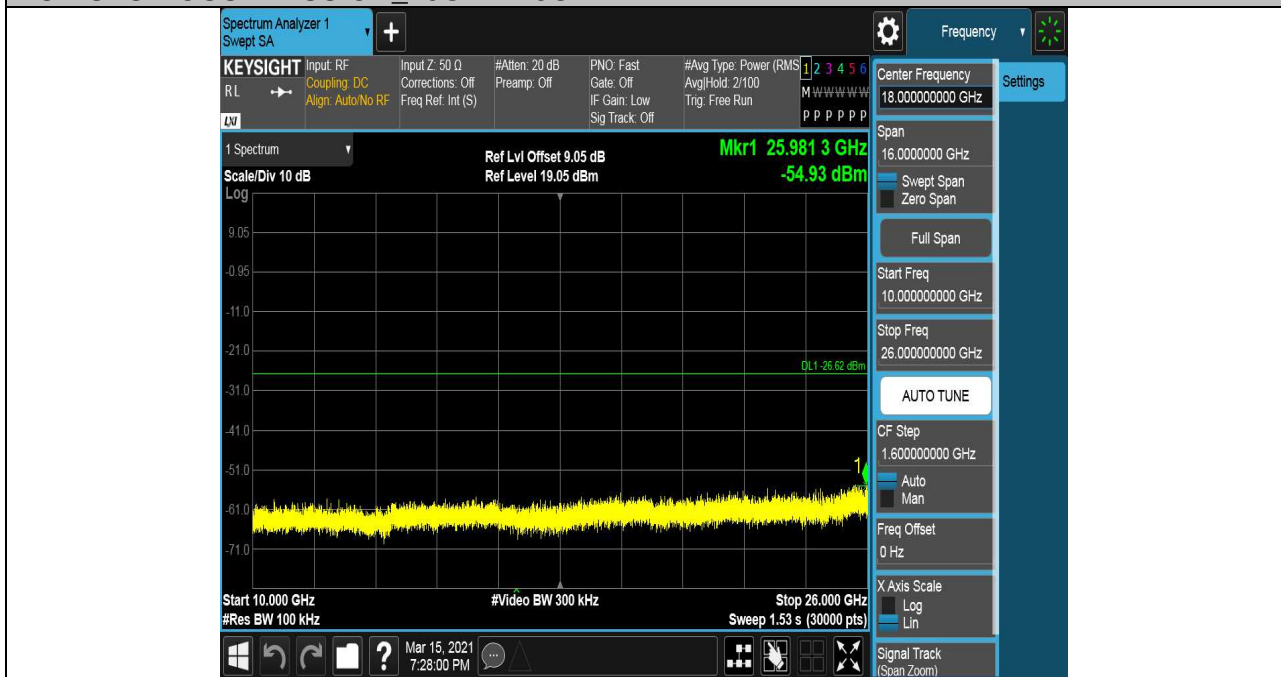 Spectrum Analyzer 1
Swept SA
Frequency
KEYSIGHT
RL
LXI
Input: RF
Coupling: DC
Align: Auto/No RF
Input Z: 50 Ω
Corrections: Off
Freq Ref: Int (S)
#Atten: 20 dB
Preamp: Off
PNO: Fast
Gate: Off
IF Gain: Low
Sig Track: Off
#Avg Type: Power (RMS
Avg|Hold: 2/100
Trig: Free Run
1 2 3 4 5 6
M W W W W W
P P P P P P
Center Frequency
18.000000000 GHz
Settings
Span
16.0000000 GHz
Swept Span
Zero Span
Full Span
Start Freq
10.000000000 GHz
Stop Freq
26.000000000 GHz
AUTO TUNE
CF Step
1.600000000 GHz
Auto
Man
Freq Offset
0 Hz
X Axis Scale
Log
Lin
Signal Track
(Span Zoom)
1 Spectrum
Scale/Div 10 dB
Log
Ref Lvl Offset 9.05 dB
Ref Level 19.05 dBm
Mkr1 25.981 3 GHz
-54.93 dBm
9.05
-0.95
-11.0
-21.0
DL1 -26.62 dBm
-31.0
-41.0
-51.0
1
-61.0
-71.0
Start 10.000 GHz
#Res BW 100 kHz
#Video BW 300 kHz
Stop 26.000 GHz
Sweep 1.53 s (30000 pts)
?
Mar 15, 2021
7:28:00 PM